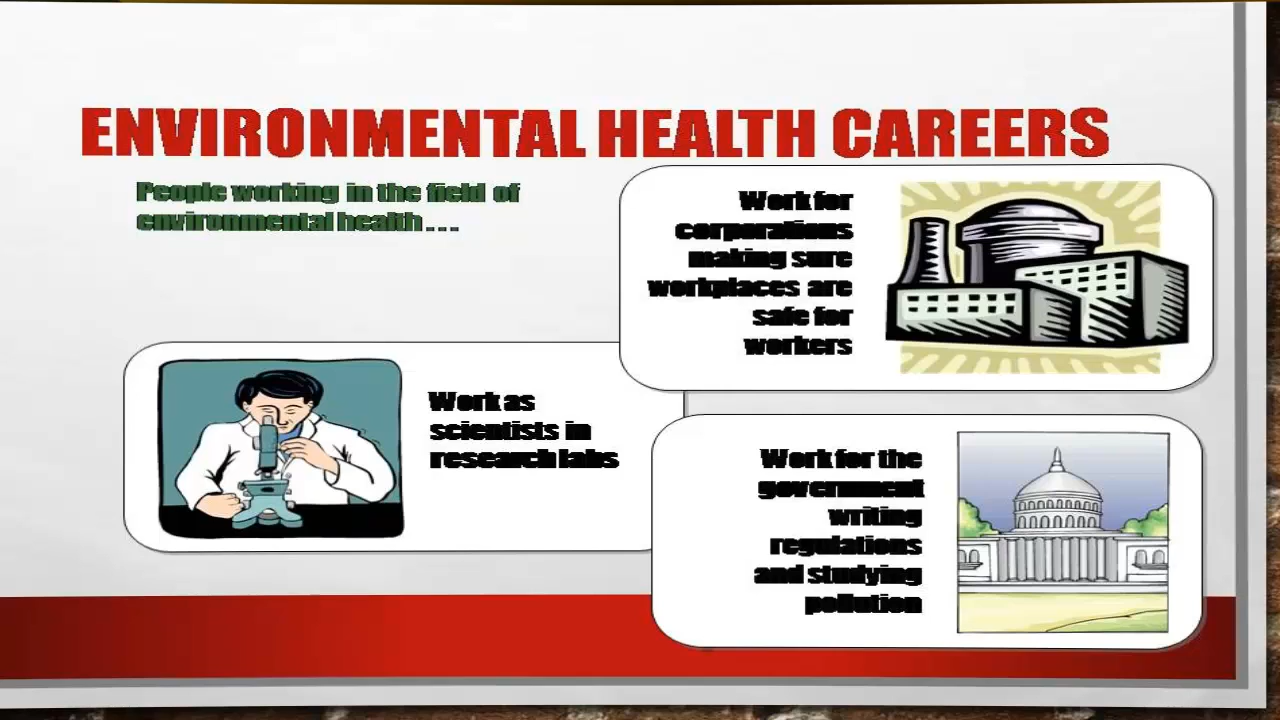 ENVIRONMENTAL HEALTH CAREERS
People working in the field of
environmental health . . .
Work for
corporations
making sure
workplaces are
safe for
workers
Work as
scientists in
research labs
Work for the
government
writing
regulations
and studying
pollution